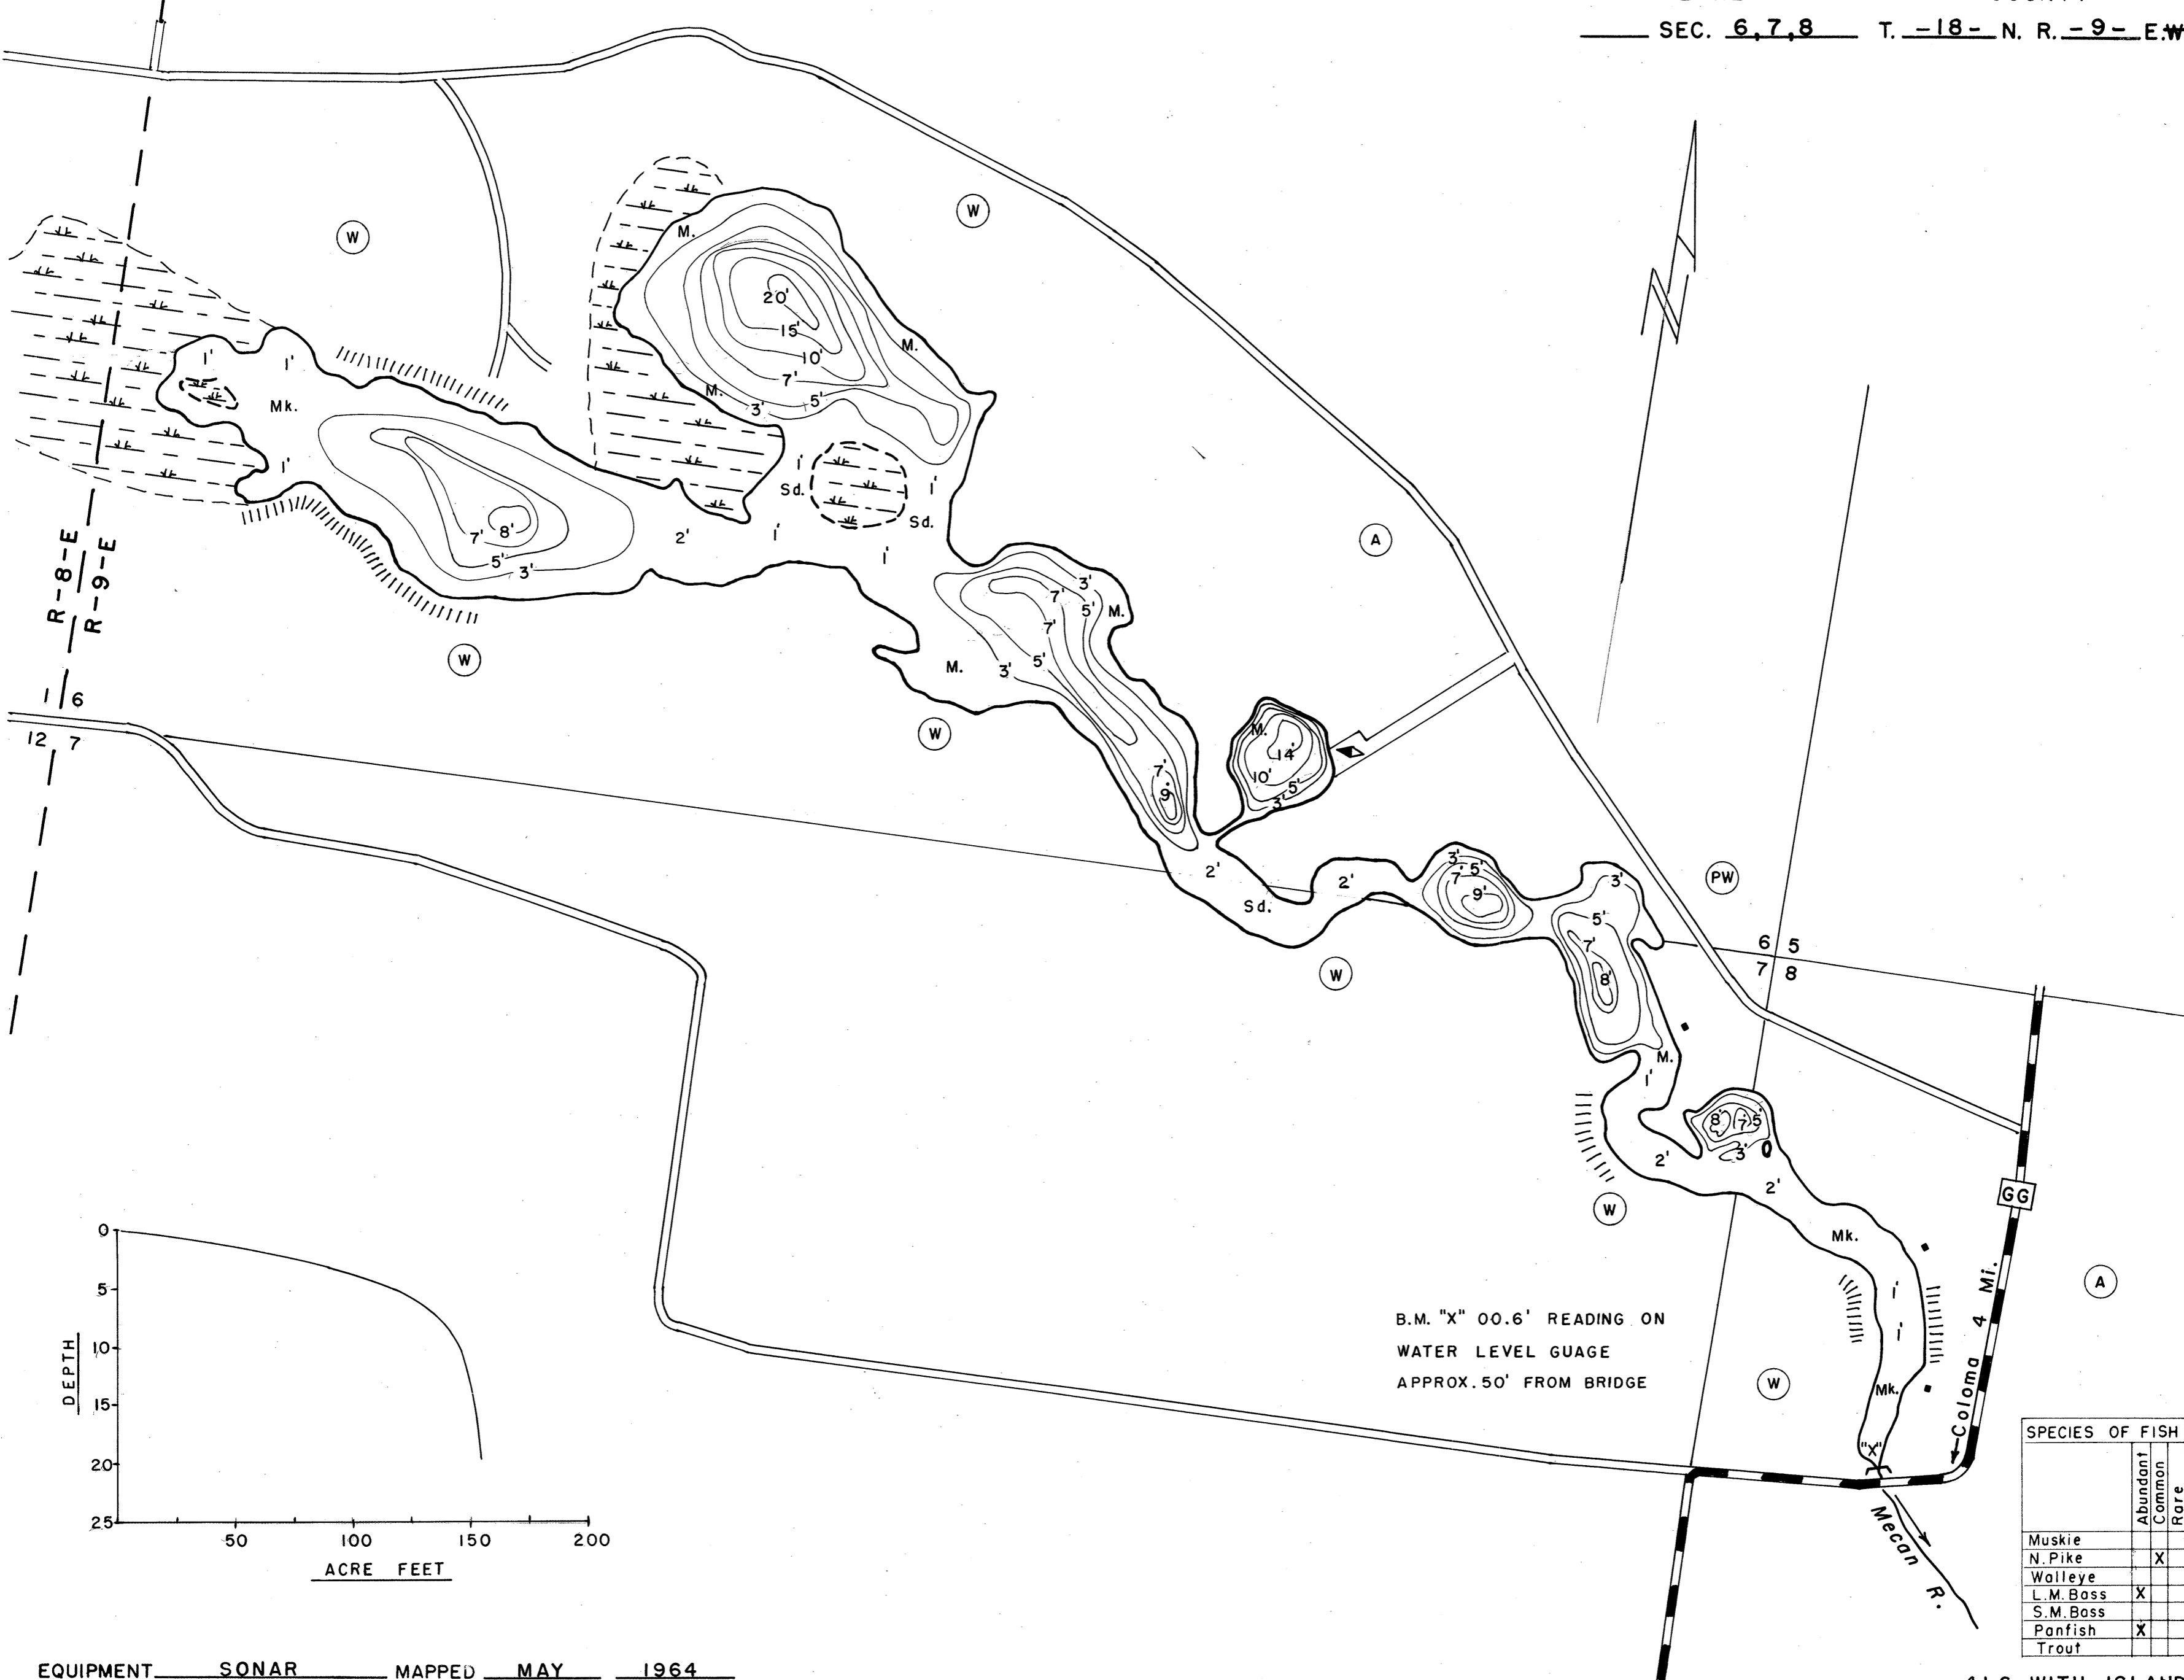 SEC. 6,7,8 T. -18- N. R. -9- E.W
W
W
M.
20'
15'
10'
7'
5'
3'
M.
M.
1'
1'
Mk.
1'
7'
8'
5'
3'
1'
Sd.
1'
Sd.
2'
1'
1'
R-8-E
R-9-E
A
3'
7'
5'
M.
7'
5'
3'
M.
W
W
1 6
12 7
M.
14'
10'
5'
3'
7'
9'
2'
Sd.
2'
3'
7' 5'
9'
3'
5'
7'
8'
PW
6 5
7 8
W
M.
1'
8' 7' 5'
3'
2'
2'
W
GG
Mk.
1'
1'
A
Mk.
W
"X"
Coloma 4 Mi.
Mecan R.
B.M. "X" 00.6' READING ON
WATER LEVEL GUAGE
APPROX. 50' FROM BRIDGE
0
5
10
15
20
25
DEPTH
50 100 150 200
ACRE FEET
SPECIES OF FISH
Abundant
Common
Rare
Muskie
N. Pike X
Walleye
L.M. Bass X
S.M. Bass
Panfish X
Trout
EQUIPMENT SONAR MAPPED MAY 1964